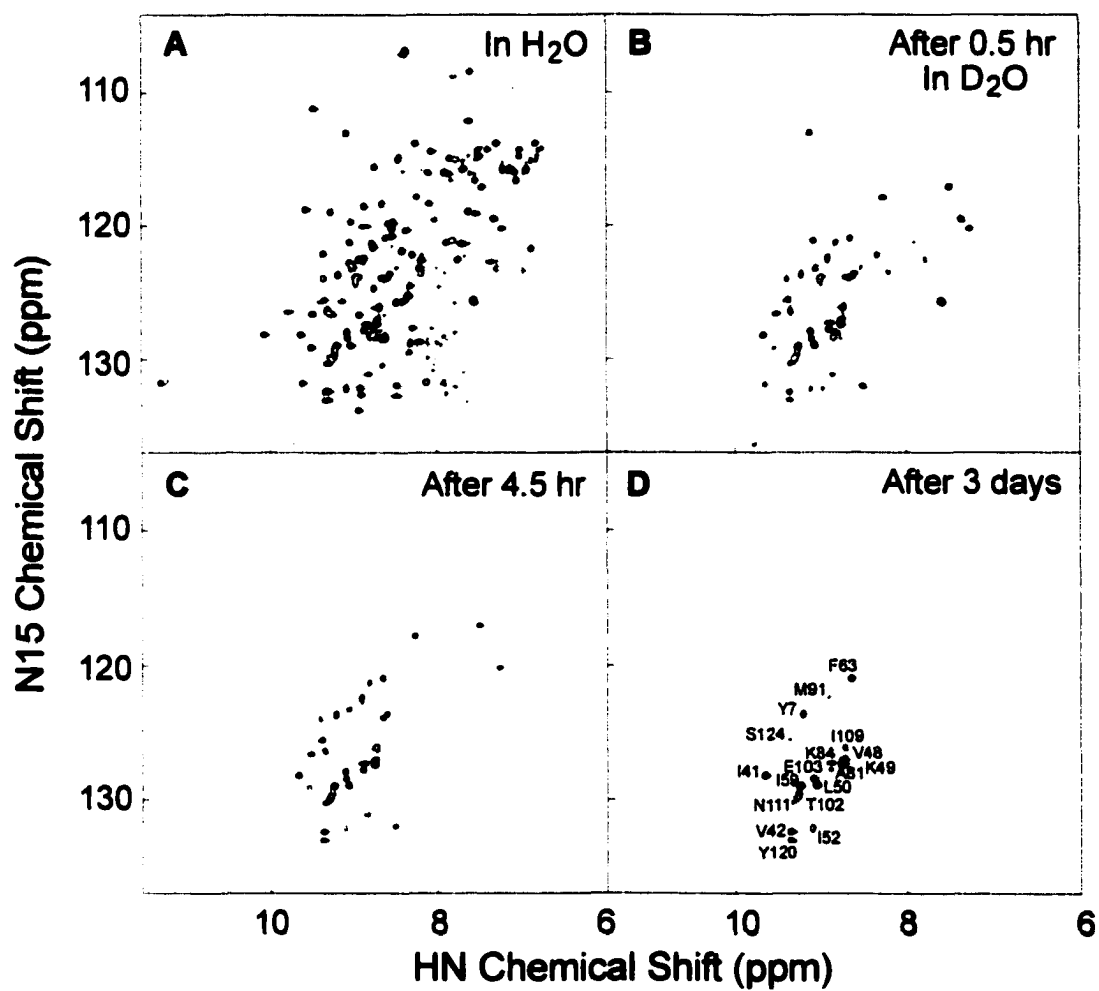 A
In H2O
B
After 0.5 hr
In D2O
110
120
130
C
After 4.5 hr
D
After 3 days
110
120
130
F63
M91
Y7
S124
I109
K84
V48
E103
A81
K49
I41
I59
L50
N111
T102
V42
I52
Y120
10
8
6
10
8
6
N15 Chemical Shift (ppm)
HN Chemical Shift (ppm)